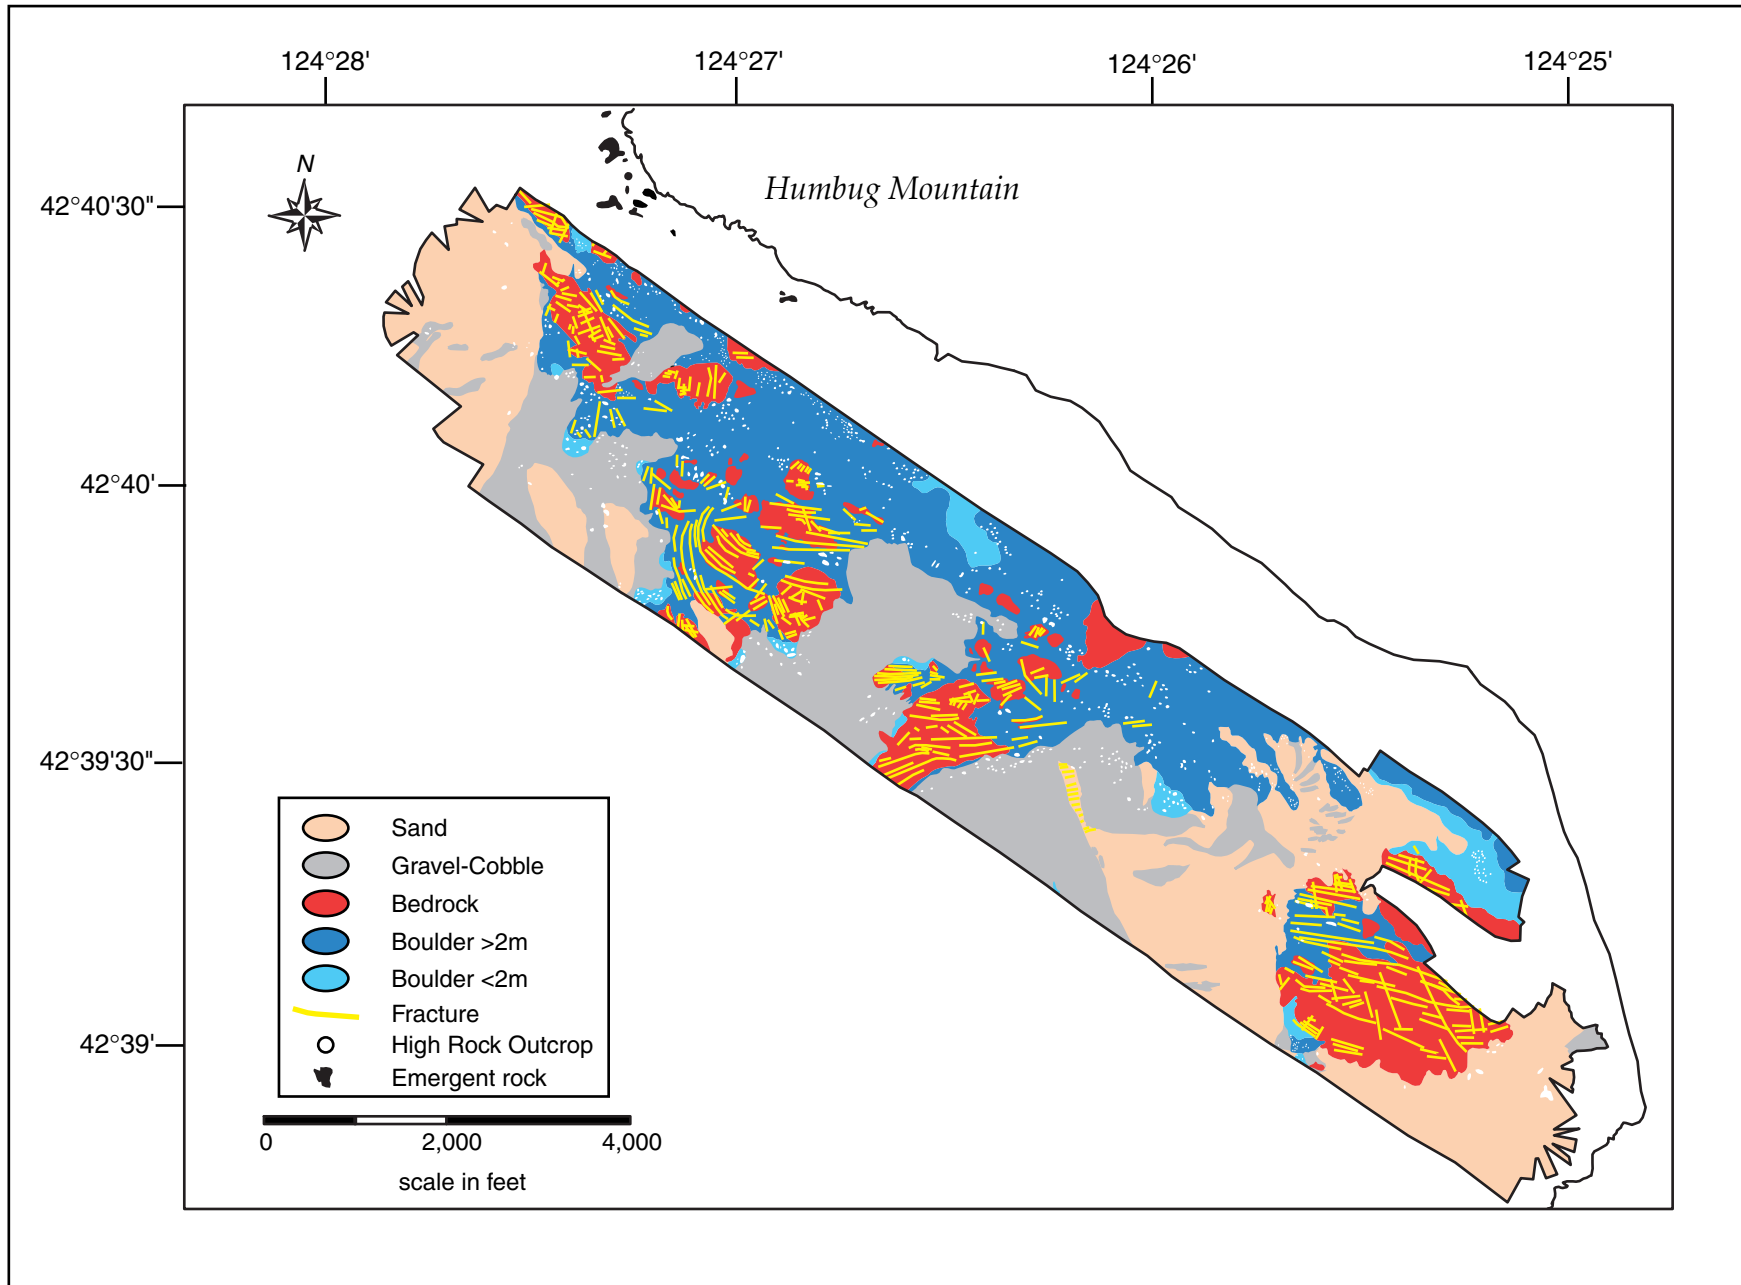 124°28'
124°27'
124°26'
124°25'
N
Humbug Mountain
42°40'30"
42°40'
42°39'30"
42°39'
Sand
Gravel-Cobble
Bedrock
Boulder >2m
Boulder <2m
Fracture
High Rock Outcrop
Emergent rock
0 2,000 4,000
scale in feet